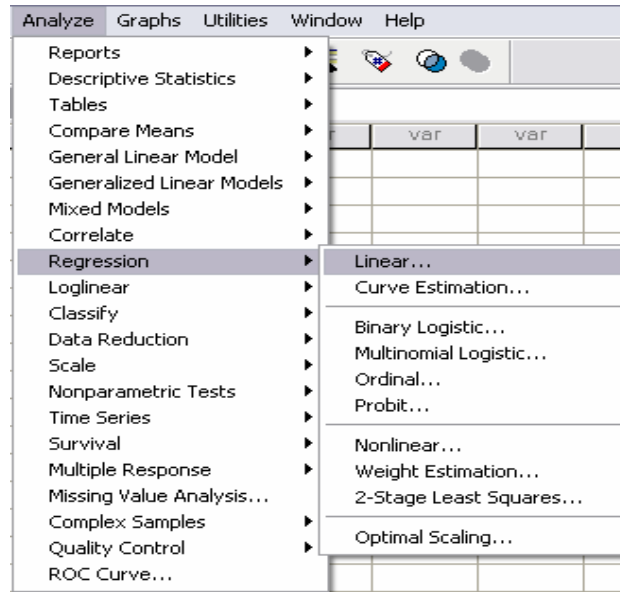 Analyze Graphs Utilities Window Help
Reports
Descriptive Statistics
Tables
Compare Means
var var
General Linear Model
Generalized Linear Models
Mixed Models
Correlate
Regression
Linear...
Loglinear
Curve Estimation...
Classify
Binary Logistic...
Data Reduction
Multinomial Logistic...
Scale
Ordinal...
Nonparametric Tests
Probit...
Time Series
Survival
Nonlinear...
Multiple Response
Weight Estimation...
Missing Value Analysis...
2-Stage Least Squares...
Complex Samples
Optimal Scaling...
Quality Control
ROC Curve...